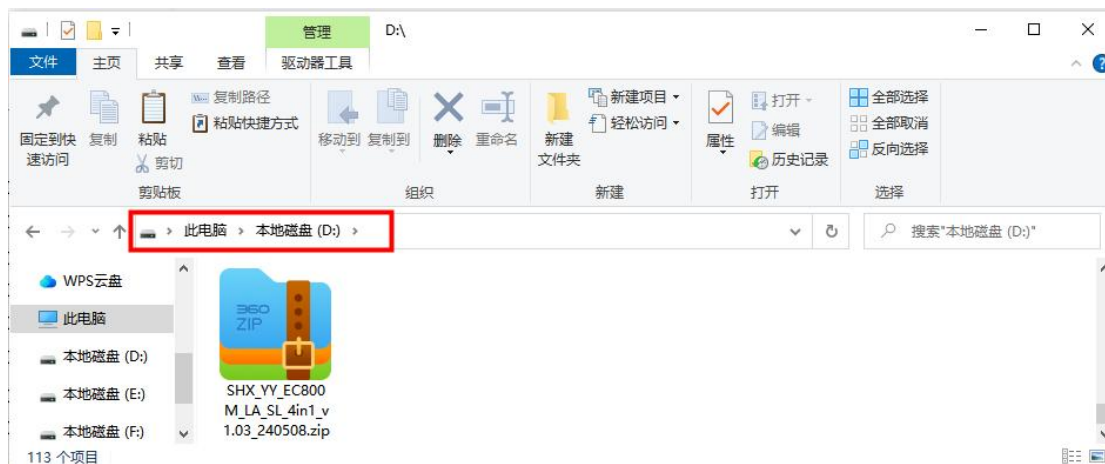 管理
D:\
文件
主页
共享
查看
驱动器工具
固定到快
速访问
复制
粘贴
复制路径
粘贴快捷方式
剪切
剪贴板
移动到
复制到
删除
重命名
组织
新建
文件夹
新建项目
轻松访问
新建
属性
打开
编辑
历史记录
打开
全部选择
全部取消
反向选择
选择
此电脑 › 本地磁盘 (D:) ›
搜索"本地磁盘 (D:)"
WPS云盘
此电脑
本地磁盘 (D:)
本地磁盘 (E:)
本地磁盘 (F:)
360
ZIP
SHX_YY_EC800
M_LA_SL_4in1_v
1.03_240508.zip
113 个项目